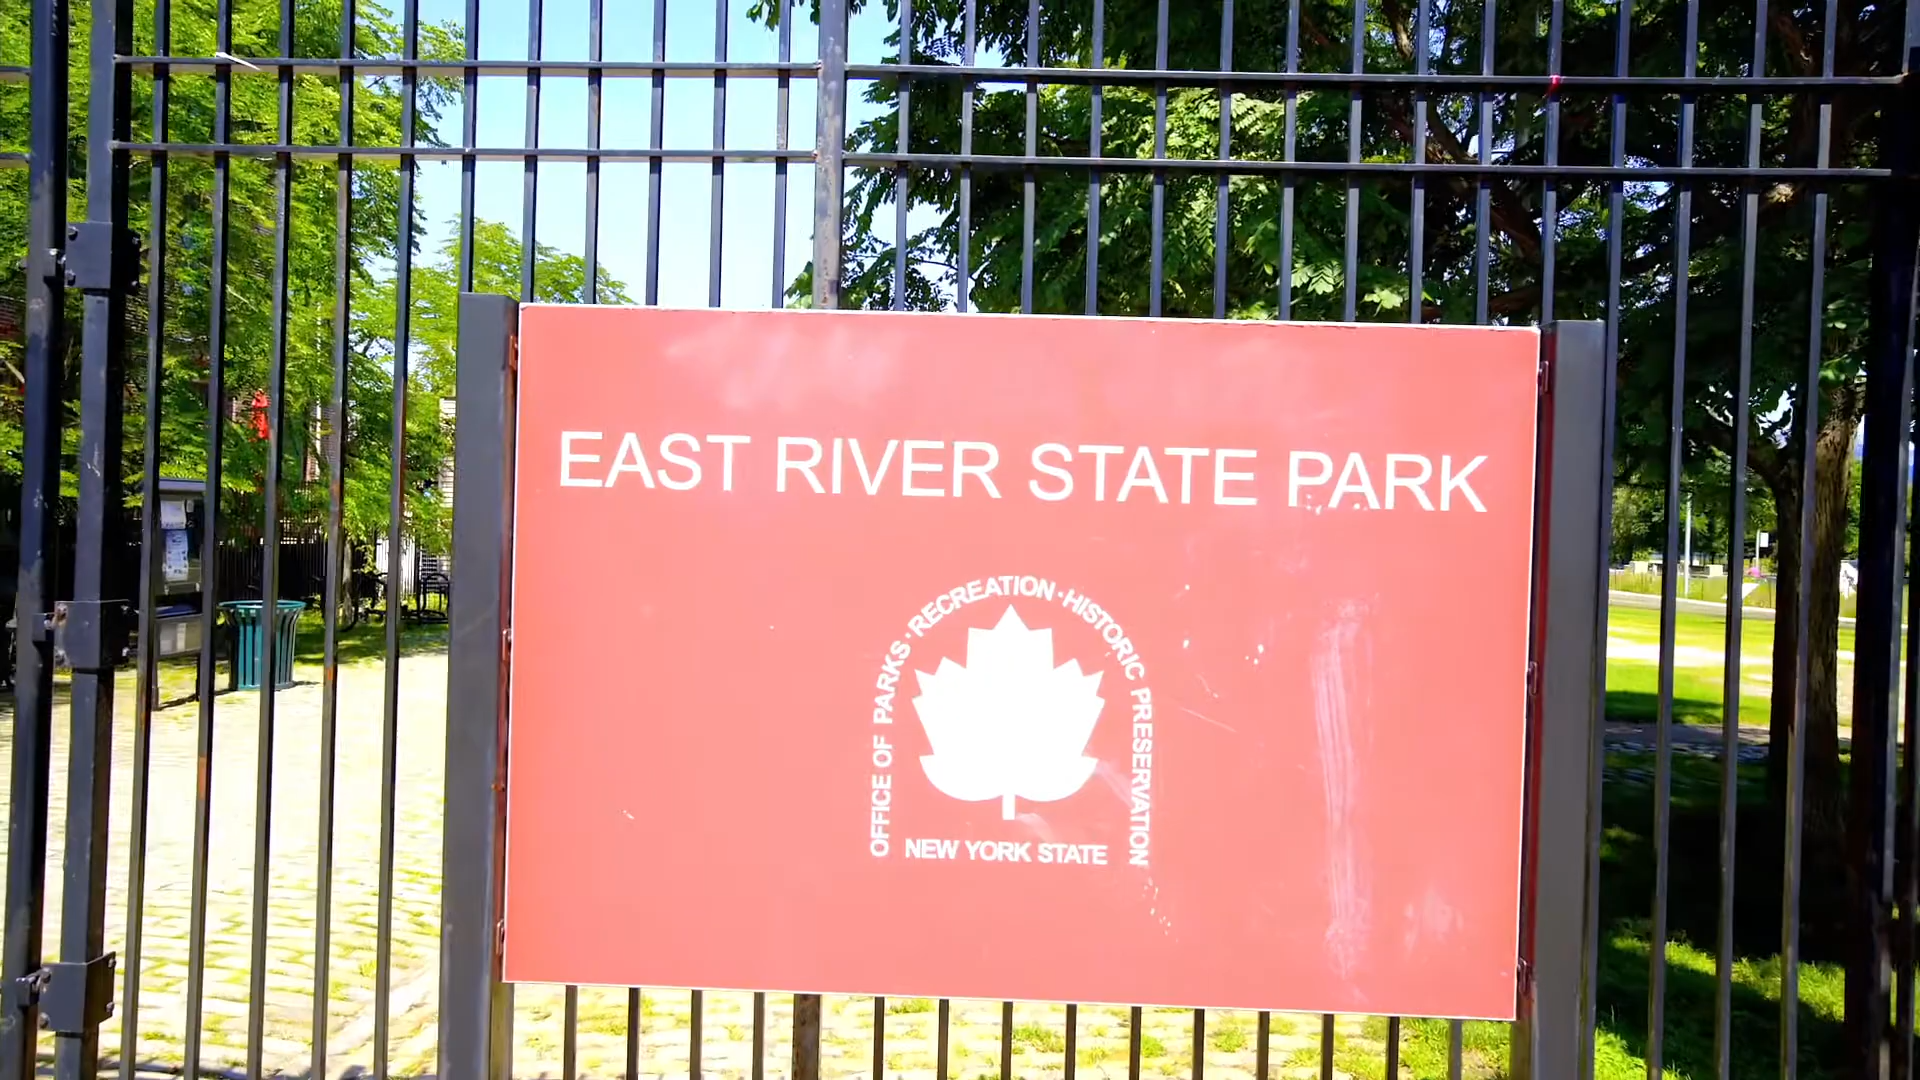 EAST RIVER STATE PARK
OFFICE OF PARKS · RECREATION · HISTORIC PRESERVATION
NEW YORK STATE